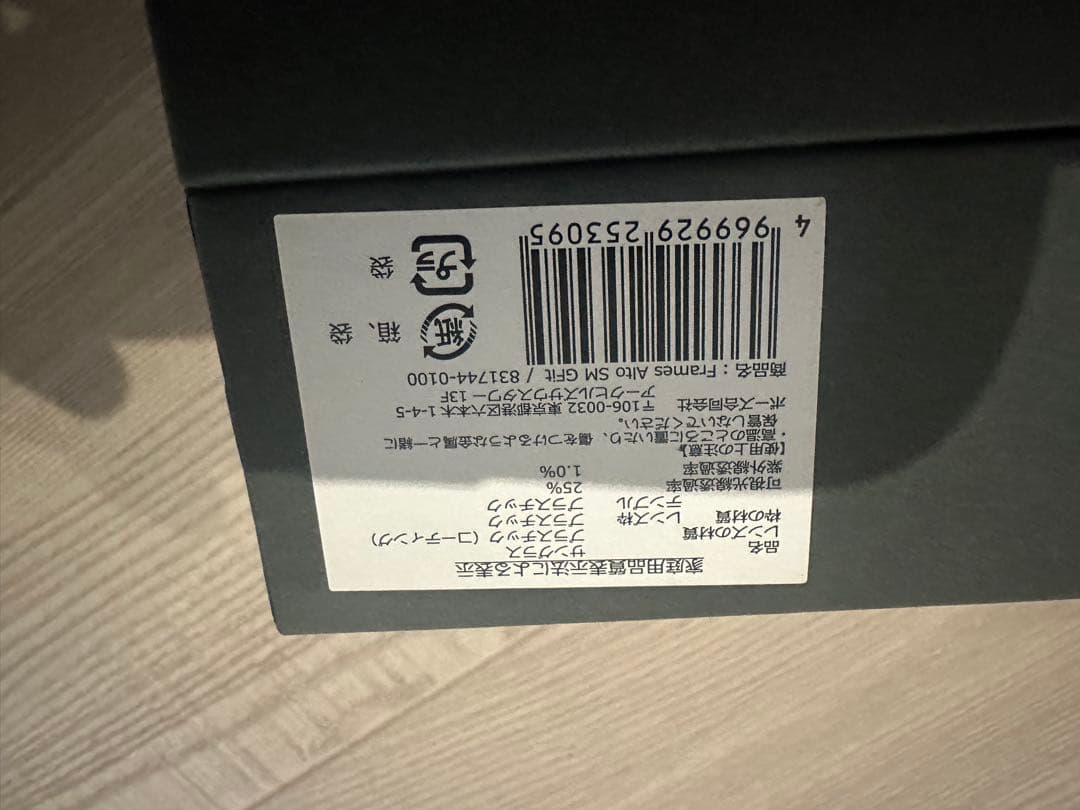 家庭用品質表示法による表示
品名 サングラス
レンズの材質 プラスチック（コーティング）
枠の材質 レンズ枠 プラスチック
テンプル プラスチック
可視光線透過率 25%
紫外線透過率 1.0%
【使用上の注意】
・高温のところに置いたり、傷をつけるような金属と一緒に
保管しないでください。
ボーズ合同会社 〒106-0032 東京都港区六本木 1-4-5
アークヒルズサウスタワー 13F
商品名：Frames Alto SM GFit / 831744-0100
紙 箱、袋
プラ 袋
4 969929 253095